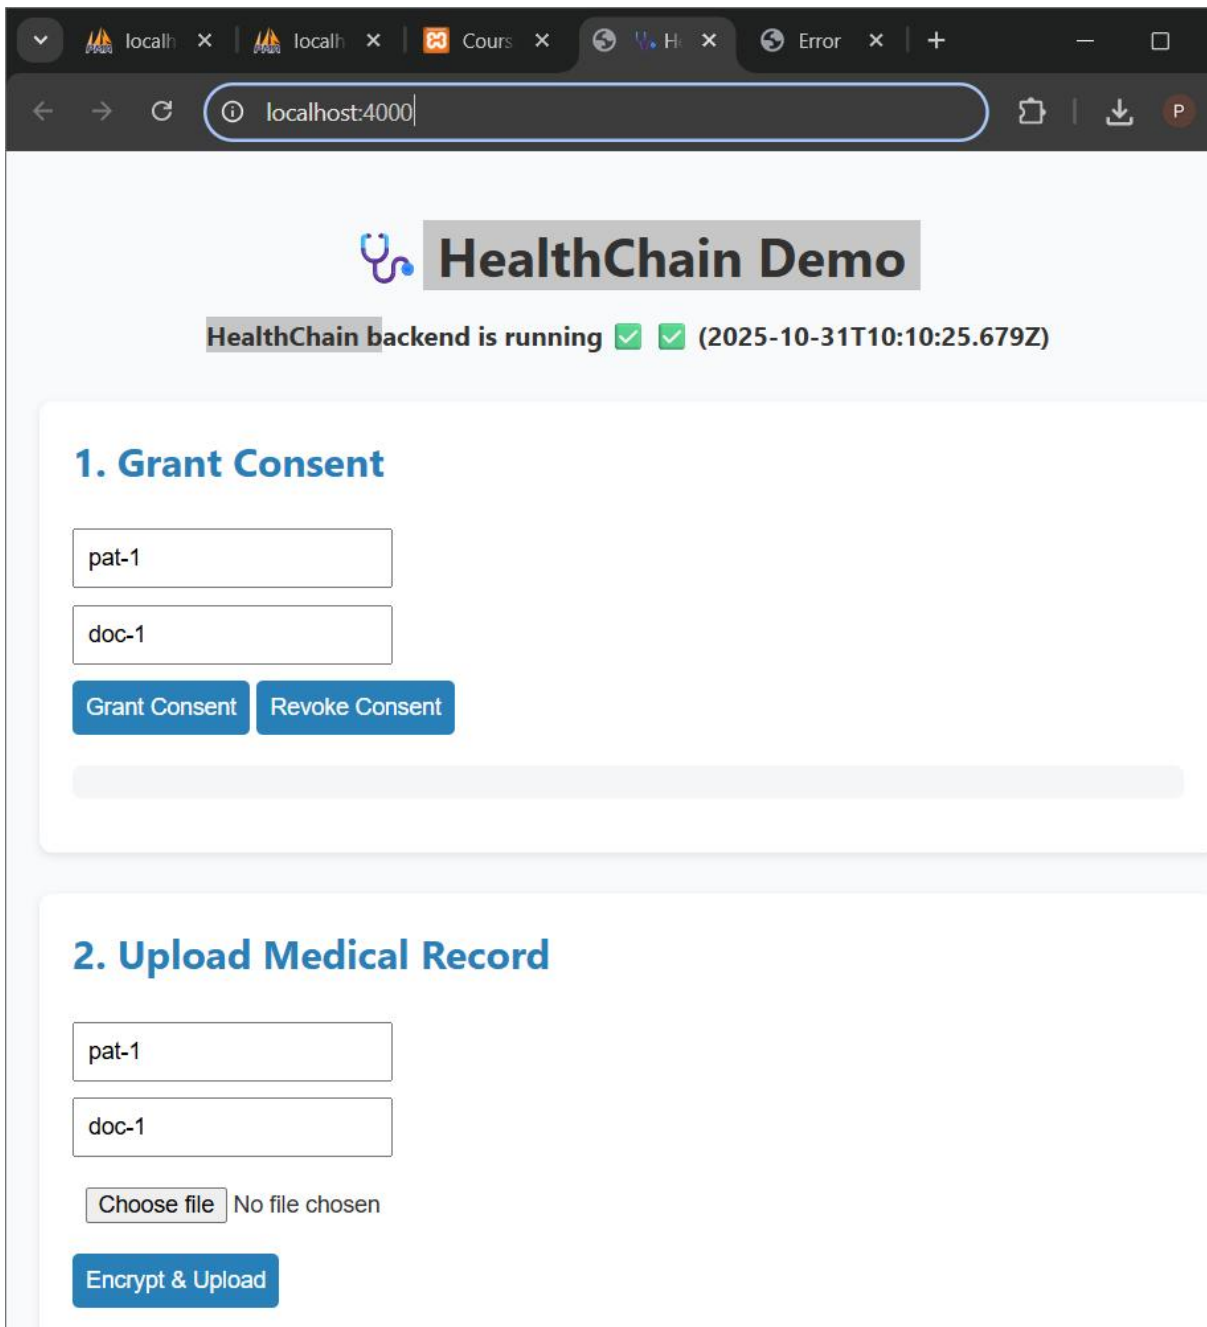 localh
localh
Cours
H
Error
P
localhost:4000
HealthChain Demo
HealthChain backend is running ✅ ✅ (2025-10-31T10:10:25.679Z)
1. Grant Consent
pat-1
doc-1
Grant Consent Revoke Consent
2. Upload Medical Record
pat-1
doc-1
Choose file No file chosen
Encrypt & Upload